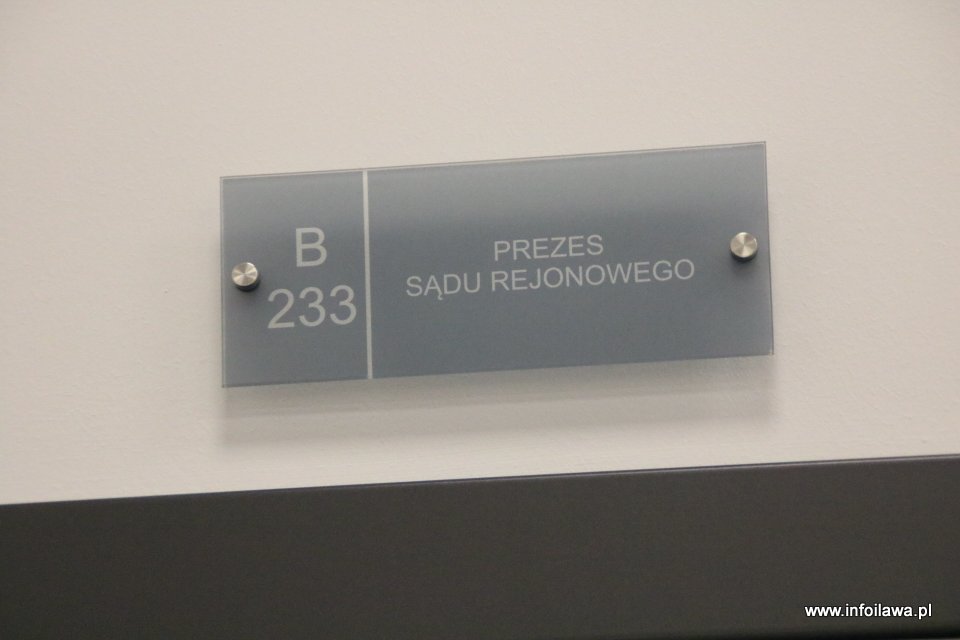 B
233
PREZES
SĄDU REJONOWEGO
www.infoilawa.pl